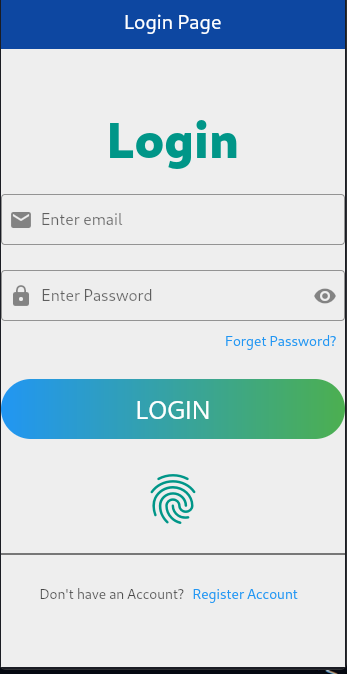 Login Page
Login
Enter email
Enter Password
Forget Password?
LOGIN
Don't have an Account? Register Account